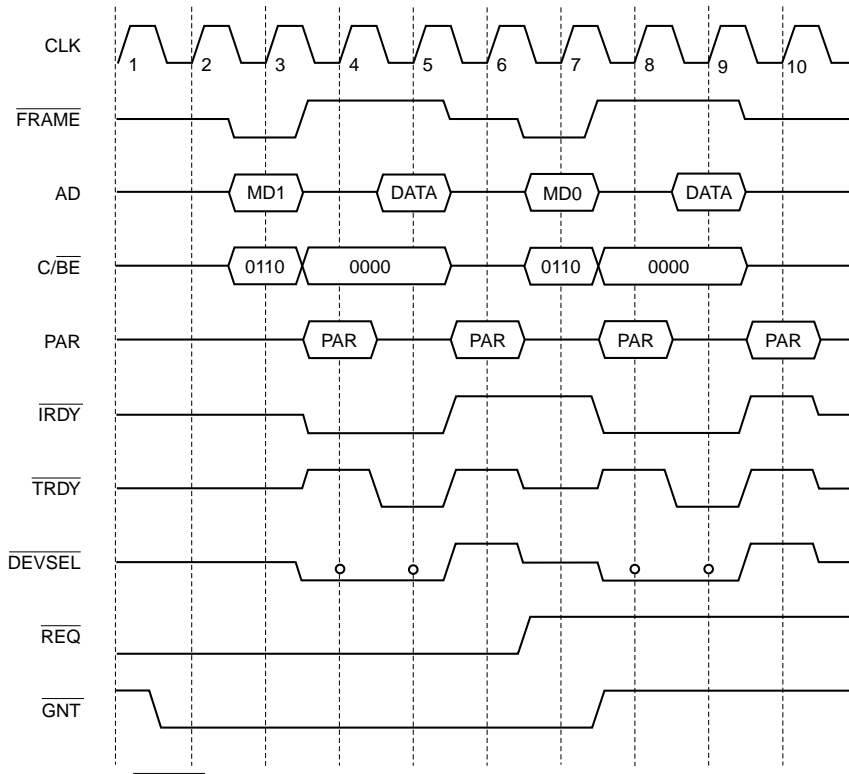 CLK 1 2 3 4 5 6 7 8 9 10
FRAME
AD MD1 DATA MD0 DATA
C/BE 0110 0000 0110 0000
PAR PAR PAR PAR PAR
IRDY
TRDY
DEVSEL
REQ
GNT